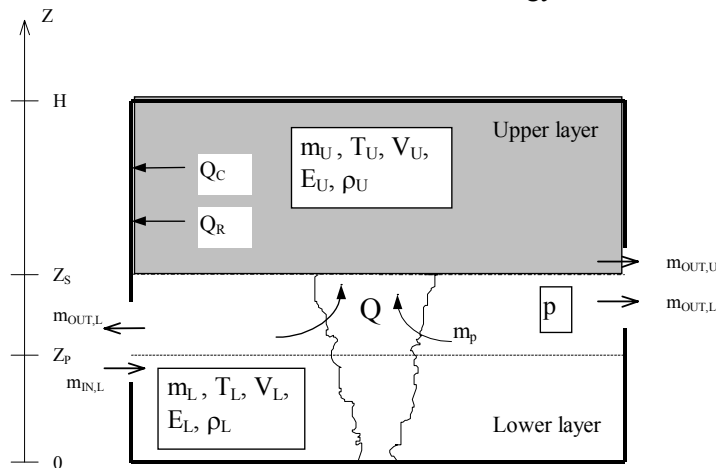 Z
H
Upper layer
m_U , T_U, V_U,
E_U, ρ_U
Q_C
Q_R
m_OUT,U
Z_S
m_OUT,L
Q
p
m_OUT,L
m_p
Z_P
m_IN,L
m_L , T_L, V_L,
E_L, ρ_L
Lower layer
0